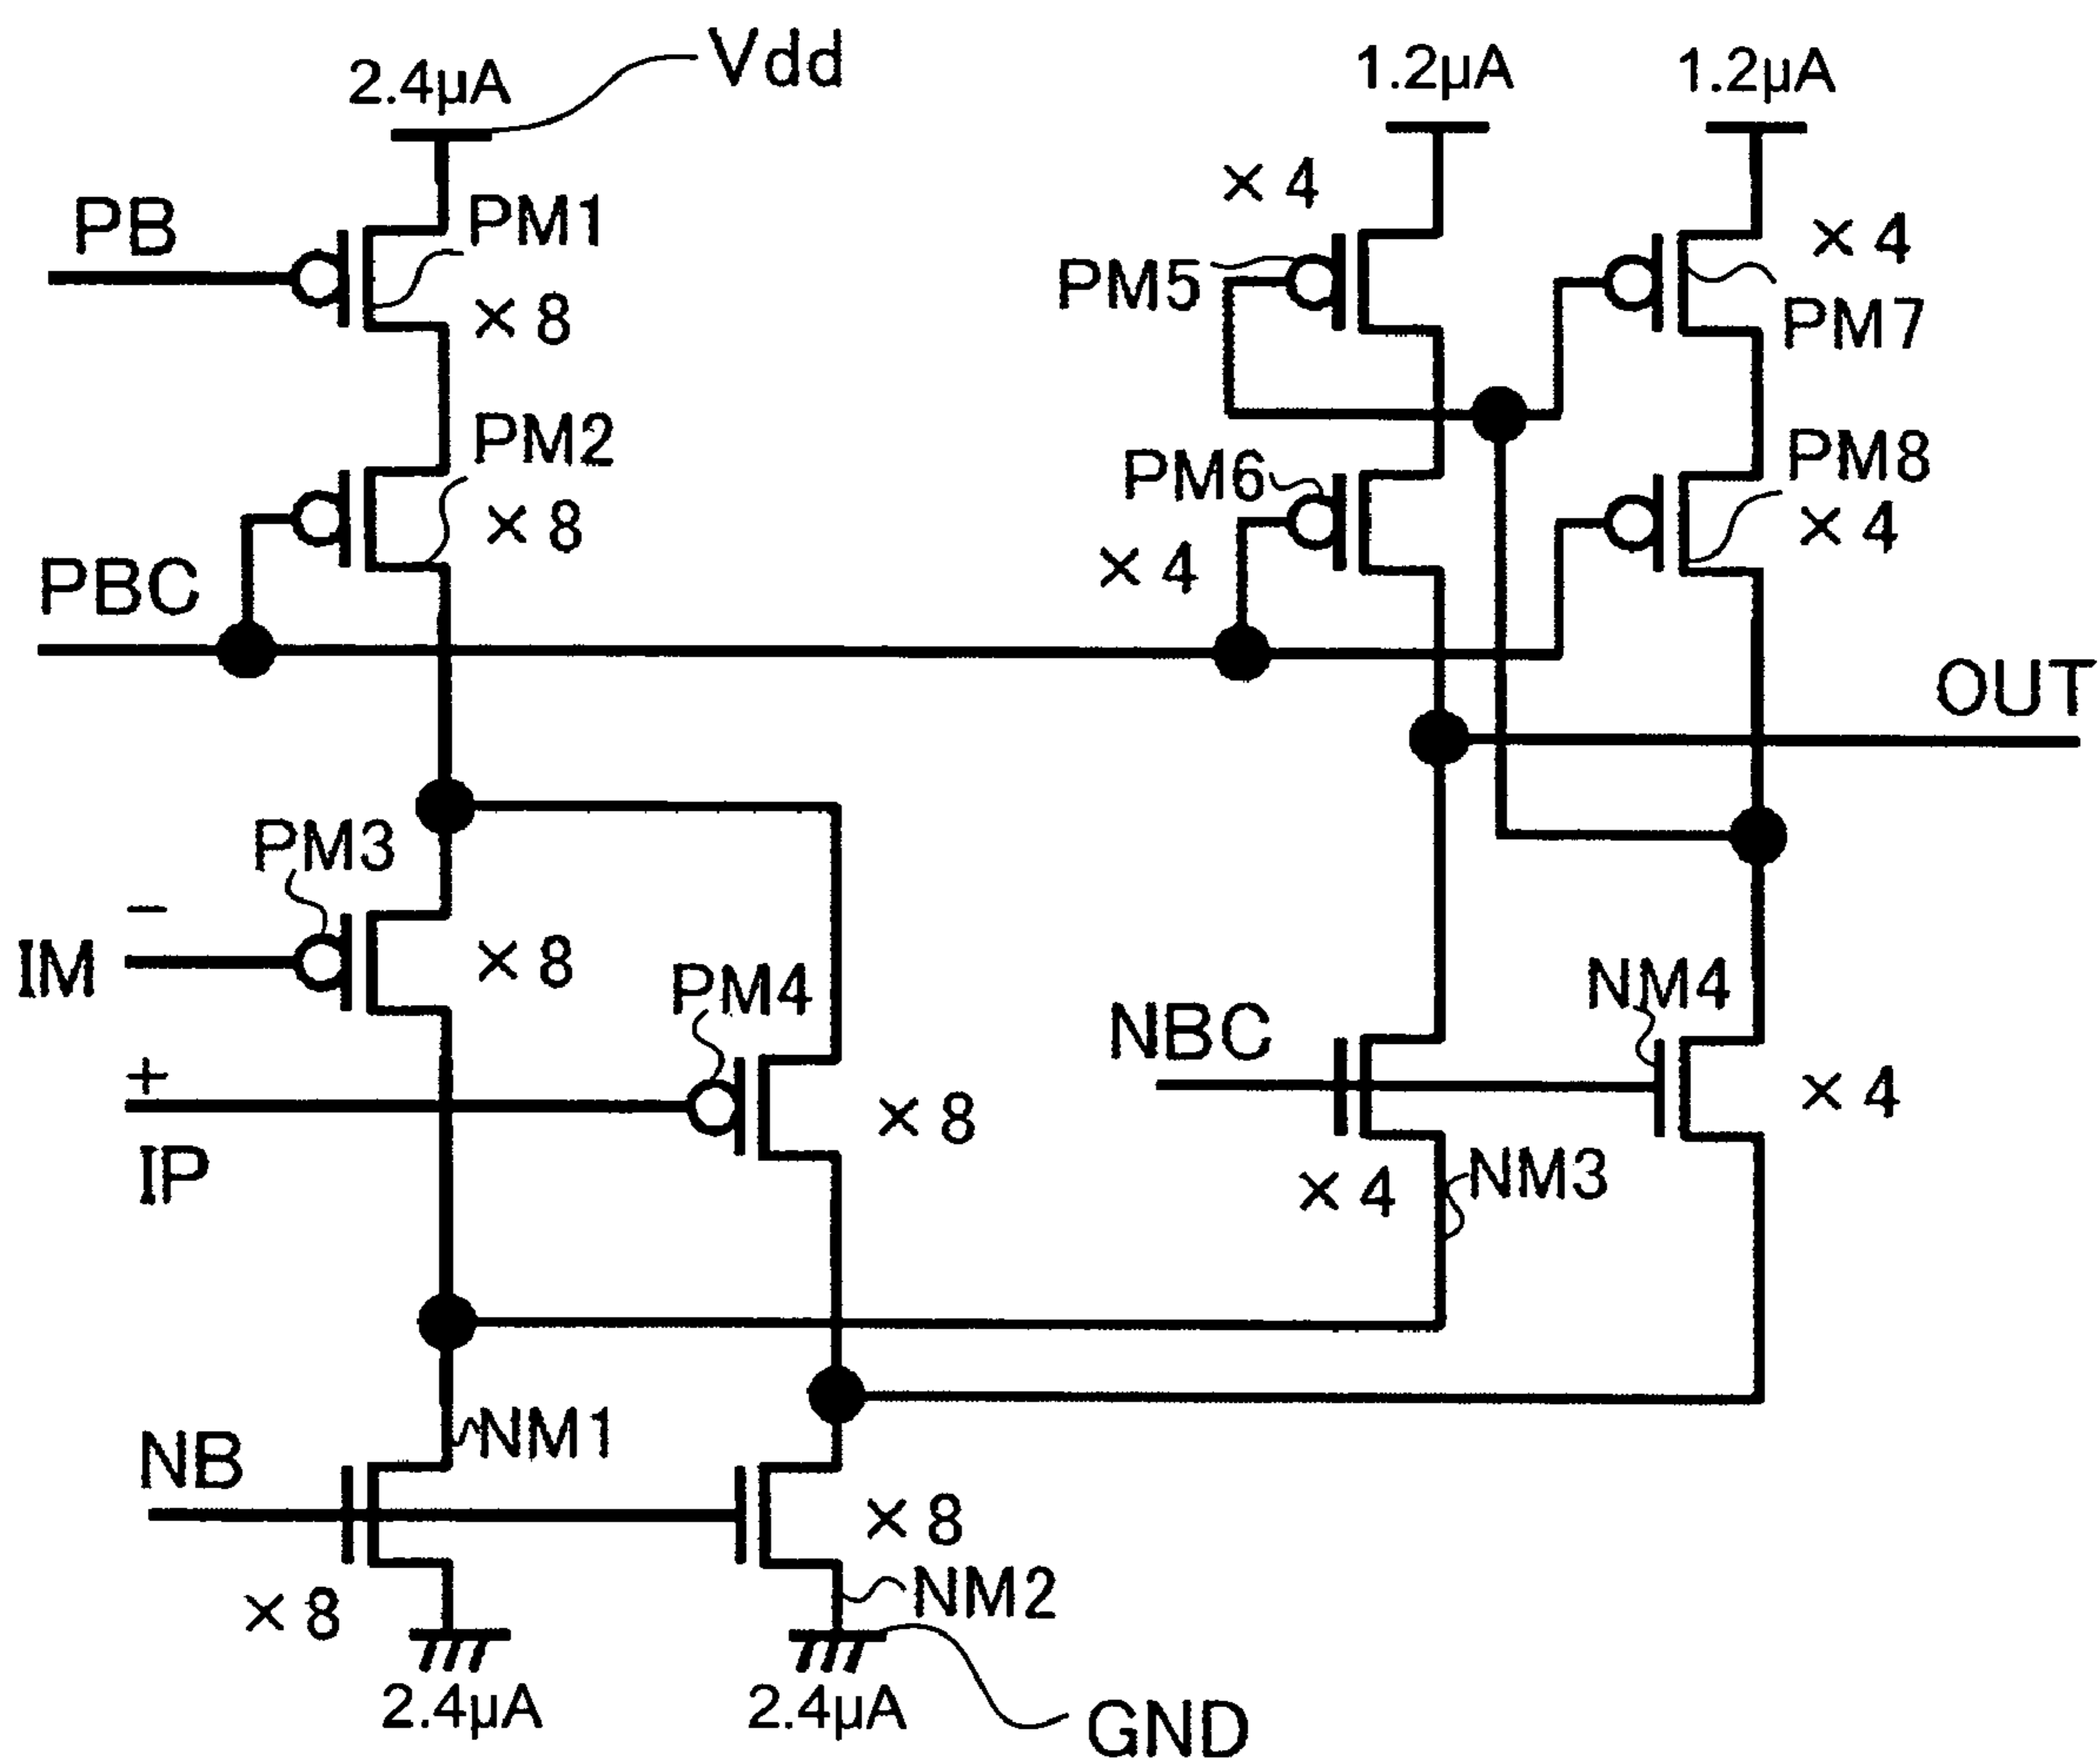 Vdd
2.4μA
1.2μA
1.2μA
× 4
PB
PM1
× 4
PM5
× 8
PM7
PM2
PM8
PM6
× 8
× 4
× 4
PBC
OUT
PM3
−
IM
× 8
PM4
NM4
NBC
+
× 4
× 8
IP
NM3
× 4
NM1
NB
× 8
NM2
× 8
2.4μA
2.4μA
GND